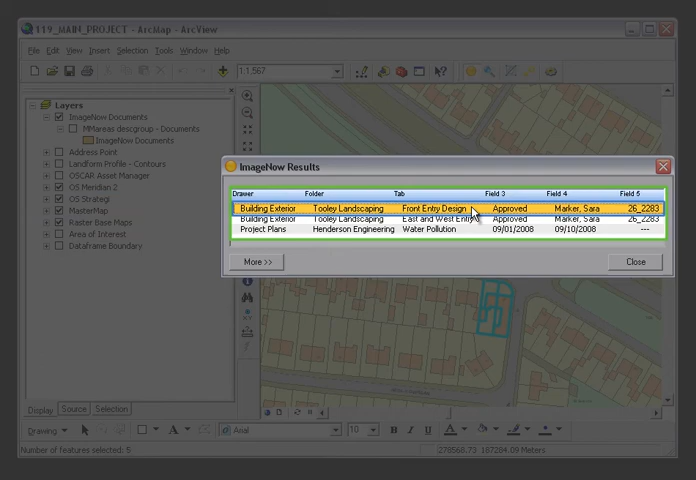 119_MAIN_PROJECT - ArcMap - ArcView
File Edit View Insert Selection Tools Window Help
1:1,567
Layers
ImageNow Documents
MMareas descgroup - Documents
ImageNow Documents
Address Point
Landform Profile - Contours
OSCAR Asset Manager
OS Meridian 2
OS Strategi
MasterMap
Raster Base Maps
Area of Interest
Dataframe Boundary
ImageNow Results
Drawer Folder Tab Field 3 Field 4 Field 5
Building Exterior Tooley Landscaping Front Entry Design Approved Marker, Sara 26_2283
Building Exterior Tooley Landscaping East and West Entry Approved Marker, Sara 26_2283
Project Plans Henderson Engineering Water Pollution 09/01/2008 09/10/2008 ---
More >> Close
Display Source Selection
Drawing A Arial 10 B I U A
Number of features selected: 5
278568.73 187284.09 Meters